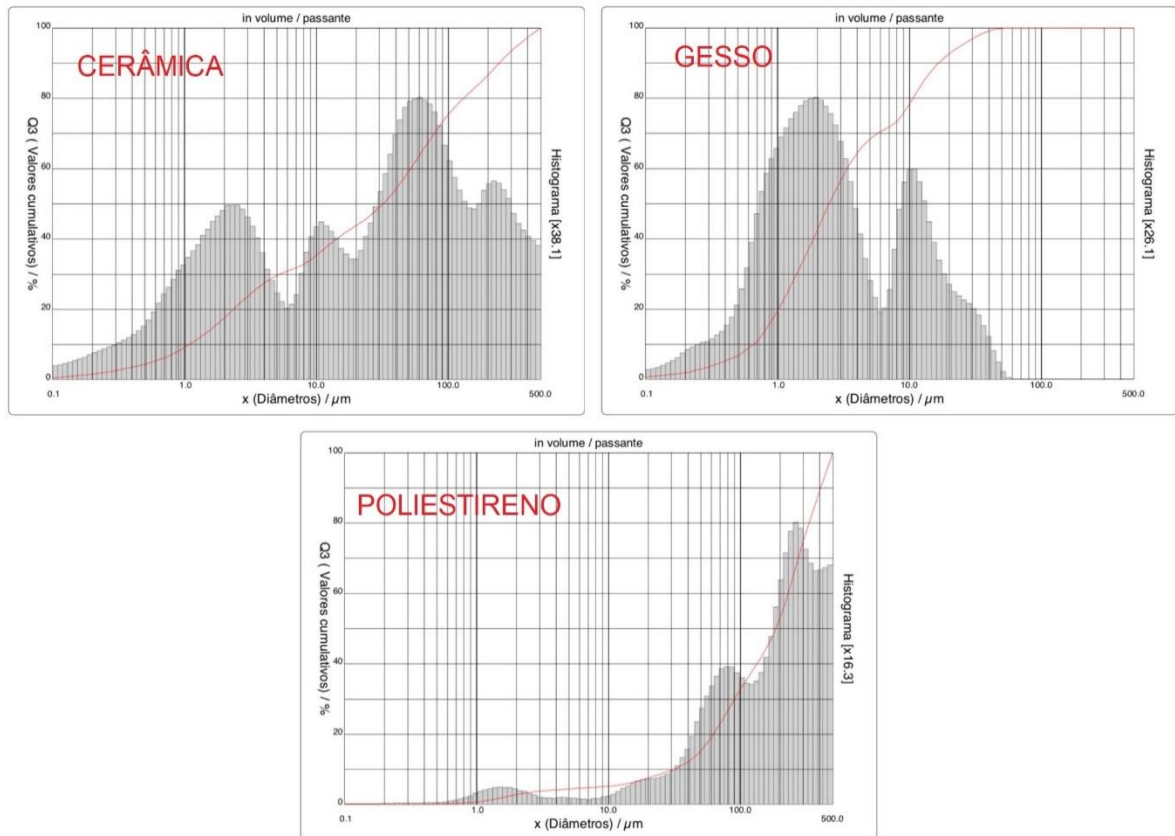 in volume / passante
CERÂMICA
100
80
60
40
20
0
Q3 ( Valores cumulativos) / %
Histograma [x38.1]
0.1
1.0
10.0
100.0
500.0
x (Diâmetros) / µm
in volume / passante
GESSO
100
80
60
40
20
0
Q3 ( Valores cumulativos) / %
Histograma [x26.1]
0.1
1.0
10.0
100.0
500.0
x (Diâmetros) / µm
in volume / passante
POLIESTIRENO
100
80
60
40
20
0
Q3 ( Valores cumulativos) / %
Histograma [x16.3]
0.1
1.0
10.0
100.0
500.0
x (Diâmetros) / µm